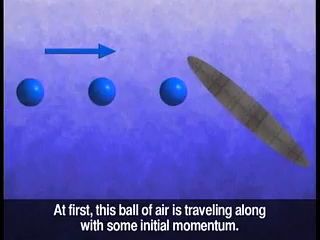 At first, this ball of air is traveling along
with some initial momentum.